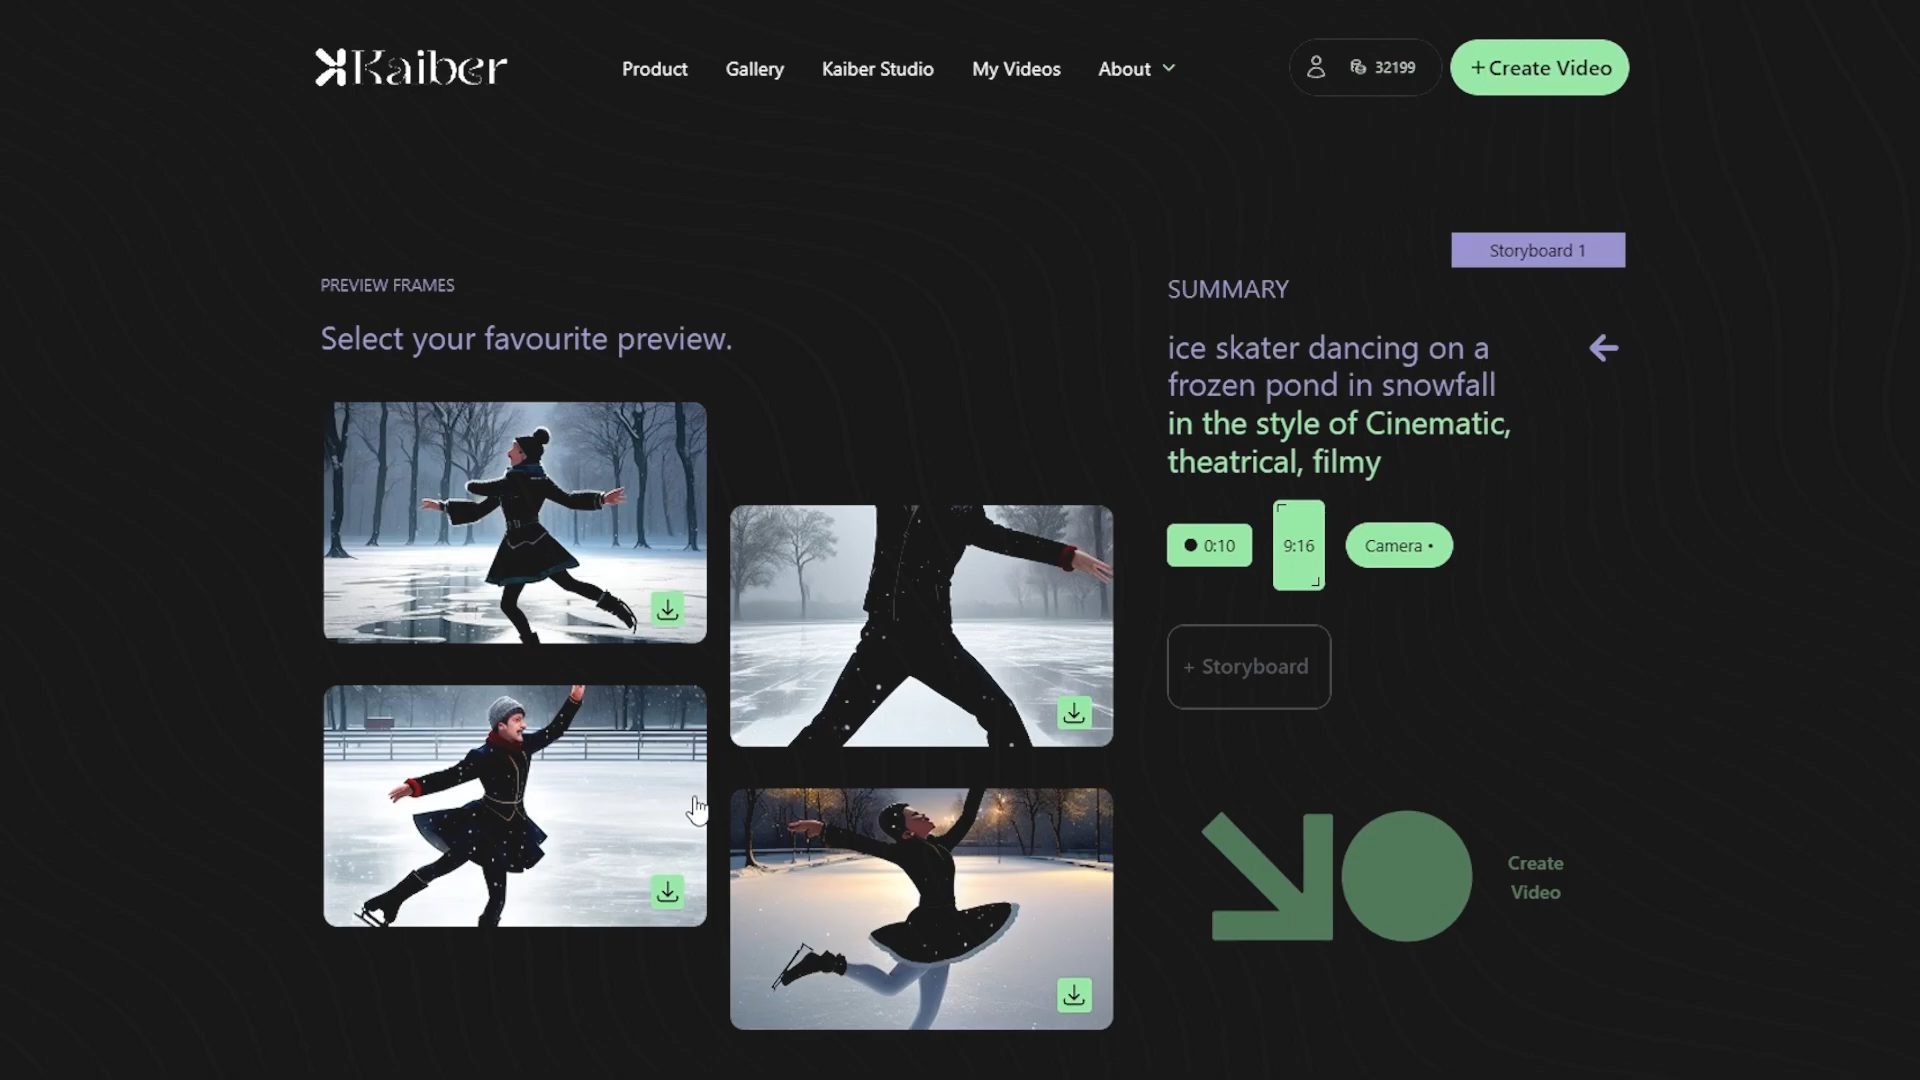 Kaiber
Product
Gallery
Kaiber Studio
My Videos
About
32199
+Create Video
PREVIEW FRAMES
Select your favourite preview.
Storyboard 1
SUMMARY
ice skater dancing on a
frozen pond in snowfall
in the style of Cinematic,
theatrical, filmy
0:10
9:16
Camera •
+ Storyboard
Create
Video